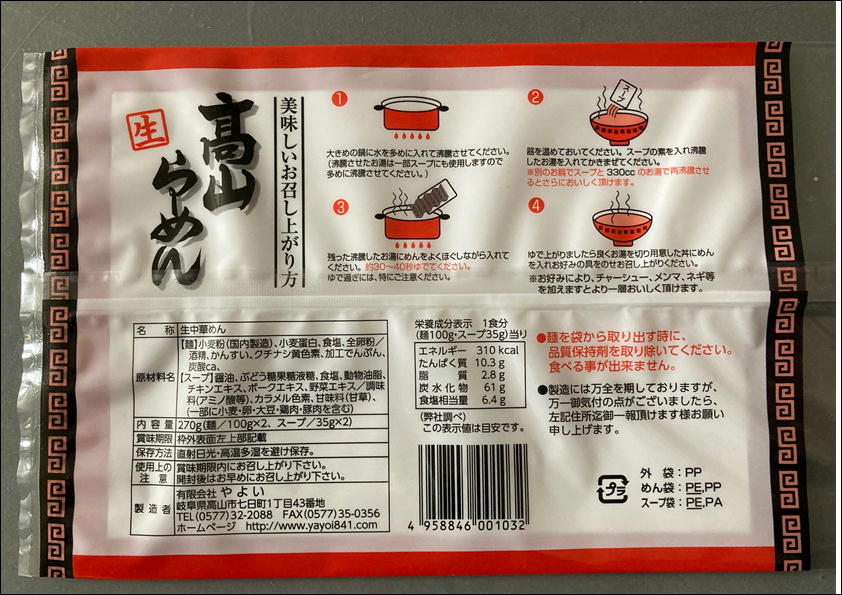 生
高山
らーめん
美味しいお召し上がり方
1
大きめの鍋に水を多めに入れて沸騰させてください。
(沸騰させたお湯は一部スープにも使用しますので
多めに沸騰させてください。)
2
スープ
器を温めておいてください。スープの素を入れ沸騰
したお湯を入れてかきまぜてください。
※別のお鍋でスープと 330cc のお湯で再沸騰させ
るとさらにおいしく頂けます。
3
残った沸騰したお湯にめんをよくほぐしながら入れて
ください。約30〜40秒ゆでてください。
ゆで過ぎには、特にご注意ください。
4
ゆで上がりましたら良くお湯を切り用意した丼にめん
を入れお好みの具をのせお召し上がりください。
※お好みにより、チャーシュー、メンマ、ネギ等
を加えますとより一層おいしく頂けます。
名 称 生中華めん
原材料名 【麺】小麦粉(国内製造)、小麦蛋白、食塩、全卵粉/
酒精、かんすい、クチナシ黄色素、加工でんぷん、
炭酸ca、
【スープ】醤油、ぶどう糖果糖液糖、食塩、動物油脂、
チキンエキス、ポークエキス、野菜エキス/調味
料(アミノ酸等)、カラメル色素、甘味料(甘草)、
(一部に小麦・卵・大豆・鶏肉・豚肉を含む)
内 容 量 270g(麺/100g×2、スープ/35g×2)
賞味期限 枠外表面左上部記載
保存方法 直射日光・高温多湿を避け保存。
使用上の注意 賞味期限内にお召し上がり下さい。
開封後はお早めにお召し上がり下さい。
製 造 者 有限会社 やよい
岐阜県高山市七日町1丁目43番地
TEL(0577)32-2088 FAX(0577)35-0356
ホームページ http://www.yayoi841.com
栄養成分表示 1食分
(麺100g・スープ35g)当り
エネルギー 310 kcal
たんぱく質 10.3 g
脂 質 2.8 g
炭水化物 61 g
食塩相当量 6.4 g
(弊社調べ)
この表示値は目安です。
4 958846 001032
●麺を袋から取り出す時に、
品質保持剤を取り除いてください。
食べる事が出来ません。
●製造には万全を期しておりますが、
万一御気付の点がございましたら、
左記住所迄御一報頂けます様お願い
申し上げます。
プラ
外 袋:PP
めん袋:PE,PP
スープ袋:PE,PA